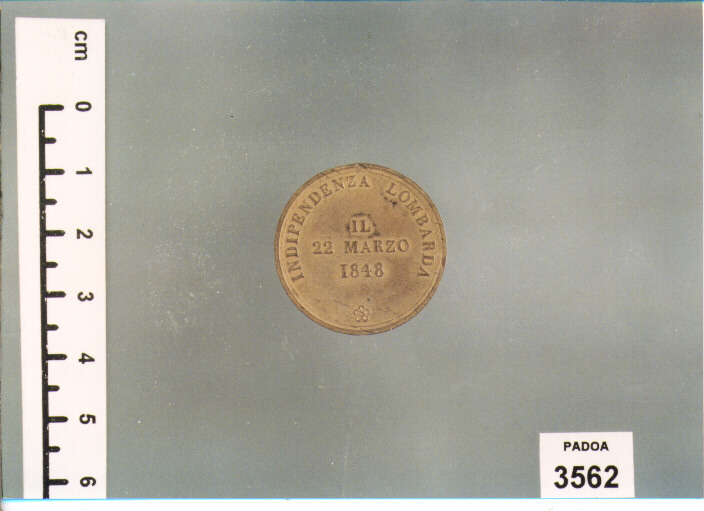 cm
0
1
2
3
4
5
6
INDIPENDENZA LOMBARDA
IL
22 MARZO
1848
PADOA
3562